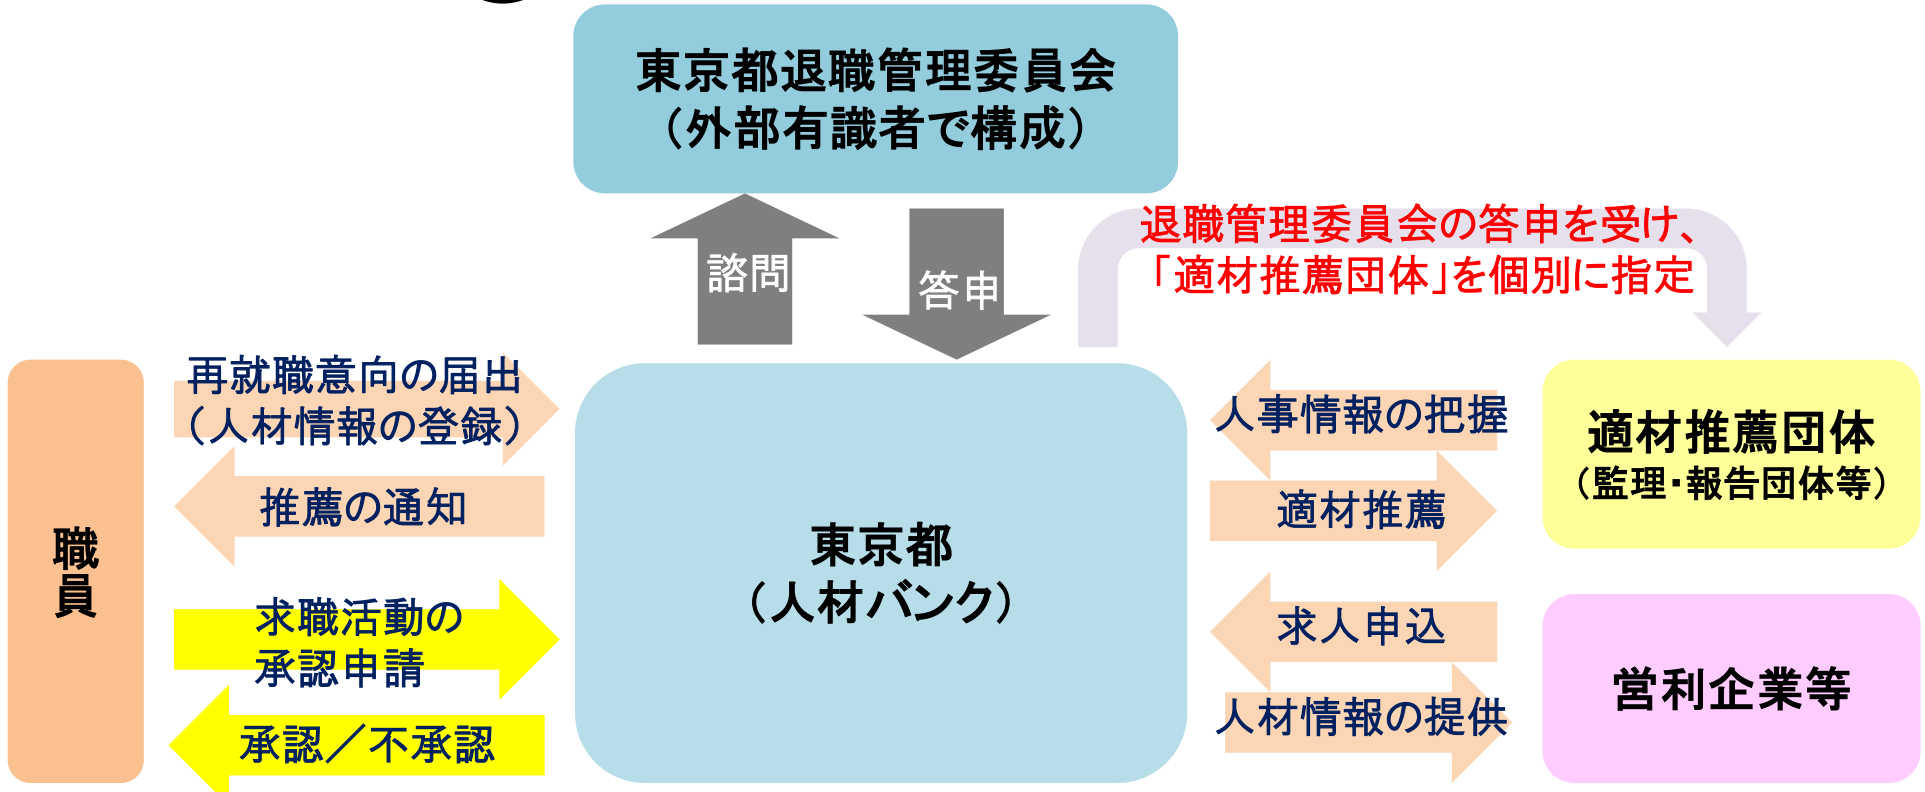 東京都退職管理委員会
（外部有識者で構成）
諮問
答申
退職管理委員会の答申を受け、
「適材推薦団体」を個別に指定
再就職意向の届出
（人材情報の登録）
推薦の通知
求職活動の
承認申請
承認／不承認
職員
東京都
（人材バンク）
人事情報の把握
適材推薦
求人申込
人材情報の提供
適材推薦団体
（監理・報告団体等）
営利企業等